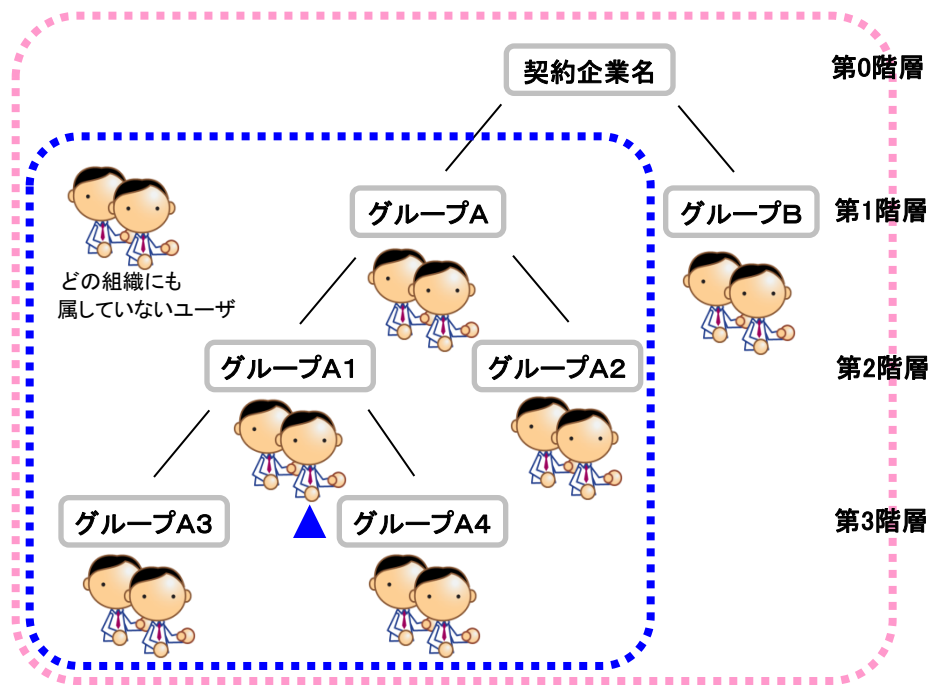 契約企業名
第0階層
グループA
グループB
第1階層
どの組織にも
属していないユーザ
グループA1
グループA2
第2階層
グループA3
グループA4
第3階層